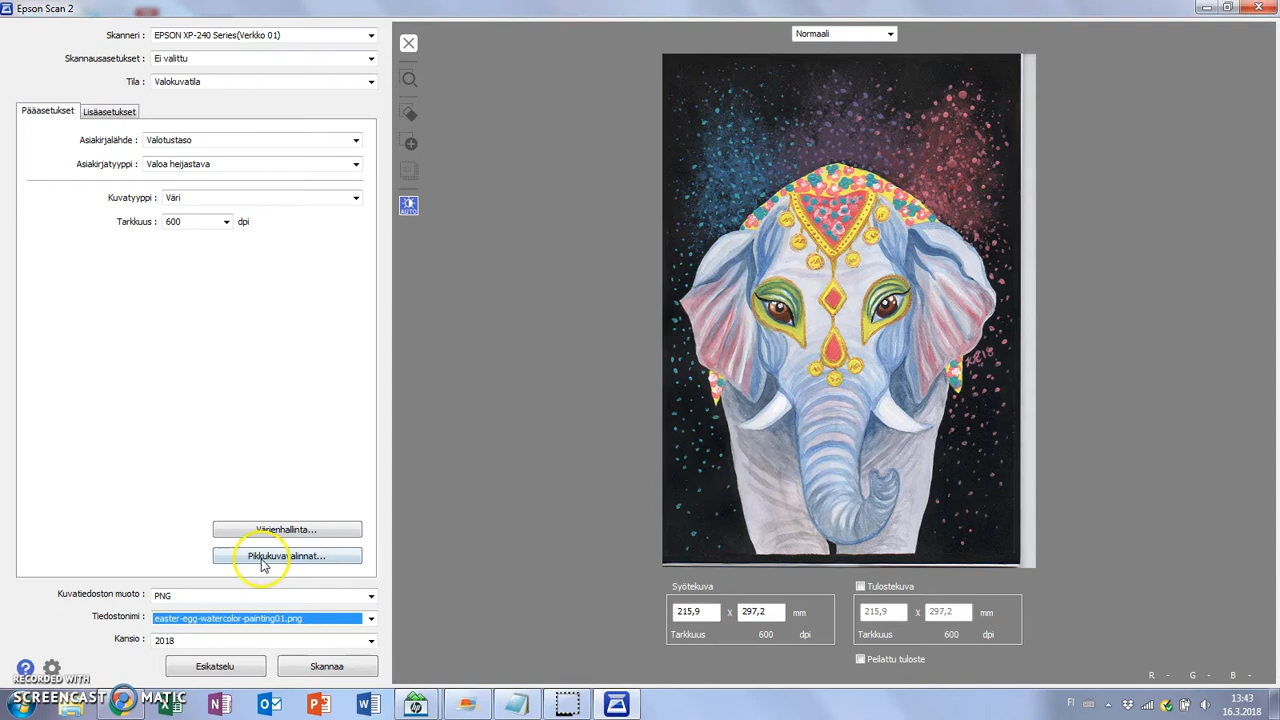 Epson Scan 2
Skanneri :
EPSON XP-240 Series(Verkko 01)
Skannausasetukset :
Ei valittu
Tila :
Valokuvatila
Pääasetukset
Lisäasetukset
Asiakirjalähde :
Valotustaso
Asiakirjatyyppi :
Valoa heijastava
Kuvatyyppi :
Väri
Tarkkuus :
600
dpi
Värienhallinta...
Pikkukuvavalinnat...
Kuvatiedoston muoto :
PNG
Tiedostonimi :
easter-egg-watercolor-painting01.png
Kansio :
2018
Esikatselu
Skannaa
AUTO
Normaali
Syötekuva
215,9
X
297,2
mm
Tarkkuus
600
dpi
Tulostekuva
215,9
X
297,2
mm
Tarkkuus
600
dpi
Peilattu tuloste
R -
G -
B -
RECORDED WITH
SCREENCAST MATIC
FI
13:43
16.3.2018